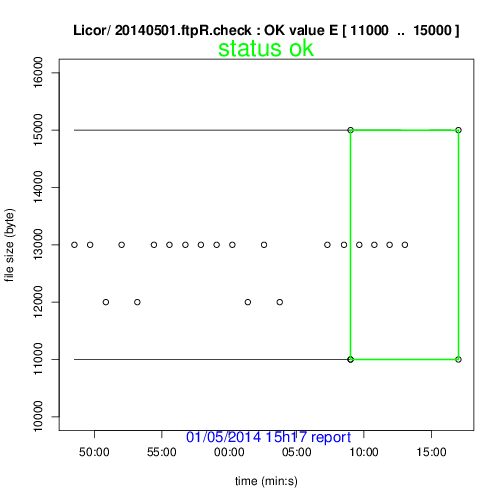 Licor/ 20140501.ftpR.check : OK value E [ 11000 .. 15000 ]
status ok
file size (byte)
16000
15000
14000
13000
12000
11000
10000
01/05/2014 15h17 report
50:00 55:00 00:00 05:00 10:00 15:00
time (min:s)